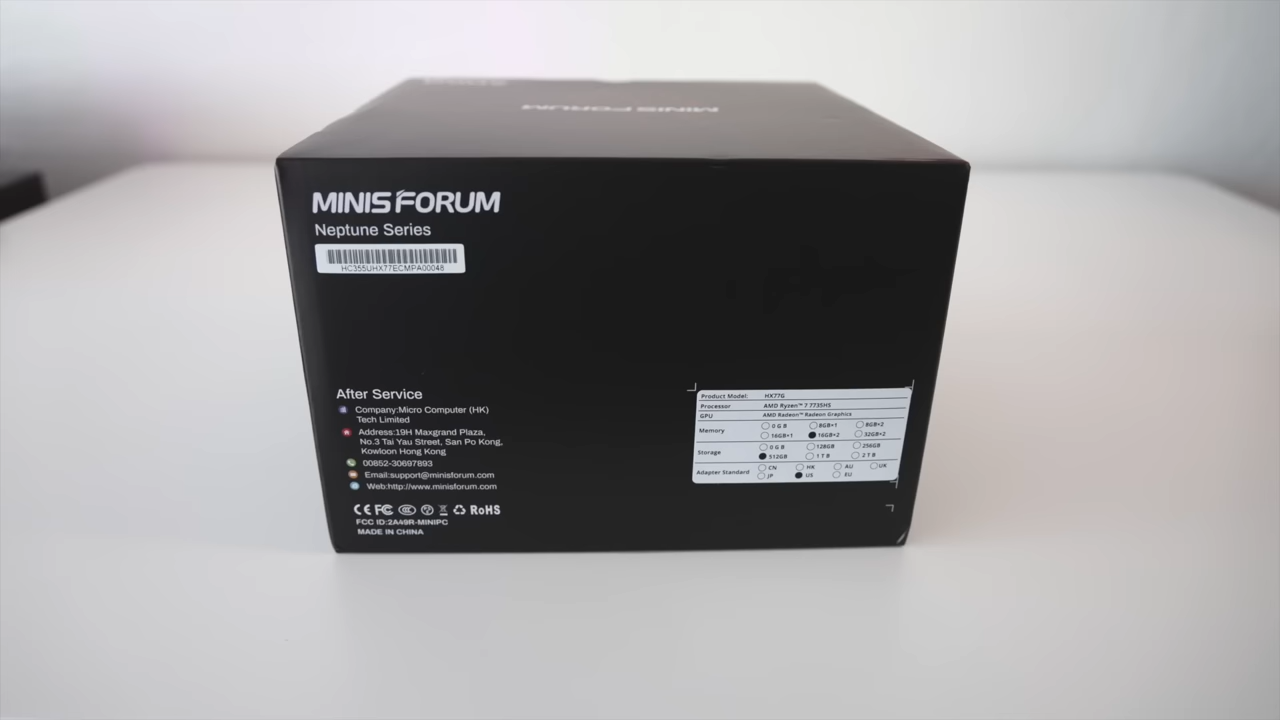 MINISFORUM
MINISFORUM
Neptune Series
HC355UHX77ECMPA00048
After Service
Company:Micro Computer (HK)
Tech Limited
Address:19H Maxgrand Plaza,
No.3 Tai Yau Street, San Po Kong,
Kowloon Hong Kong
00852-30697893
Email:support@minisforum.com
Web:http://www.minisforum.com
CE FC CCC RoHS
FCC ID:2A49R-MINIPC
MADE IN CHINA
Product Model: HX77G
Processor AMD Ryzen™ 7 7735HS
GPU AMD Radeon™ Radeon Graphics
Memory 0 G B 8GB*1 8GB*2
16GB*1 16GB*2 32GB*2
Storage 0 G B 128GB 256GB
512GB 1 T B 2 T B
Adapter Standard CN HK AU UK
JP US EU